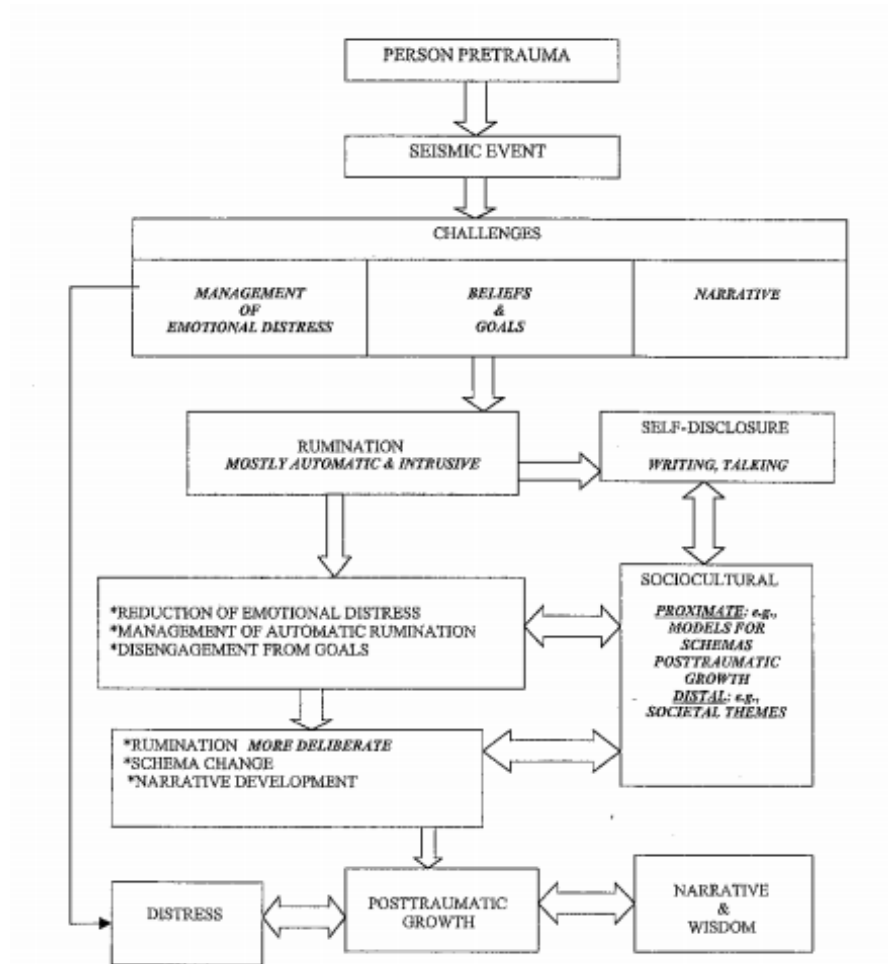 PERSON PRETRAUMA
SEISMIC EVENT
CHALLENGES
MANAGEMENT
OF
EMOTIONAL DISTRESS
BELIEFS
&
GOALS
NARRATIVE
RUMINATION
MOSTLY AUTOMATIC & INTRUSIVE
SELF-DISCLOSURE
WRITING, TALKING
*REDUCTION OF EMOTIONAL DISTRESS
*MANAGEMENT OF AUTOMATIC RUMINATION
*DISENGAGEMENT FROM GOALS
SOCIOCULTURAL
PROXIMATE: e.g.,
MODELS FOR
SCHEMAS
POSTTRAUMATIC
GROWTH
DISTAL: e.g.,
SOCIETAL THEMES
*RUMINATION MORE DELIBERATE
*SCHEMA CHANGE
*NARRATIVE DEVELOPMENT
DISTRESS
POSTTRAUMATIC
GROWTH
NARRATIVE
&
WISDOM